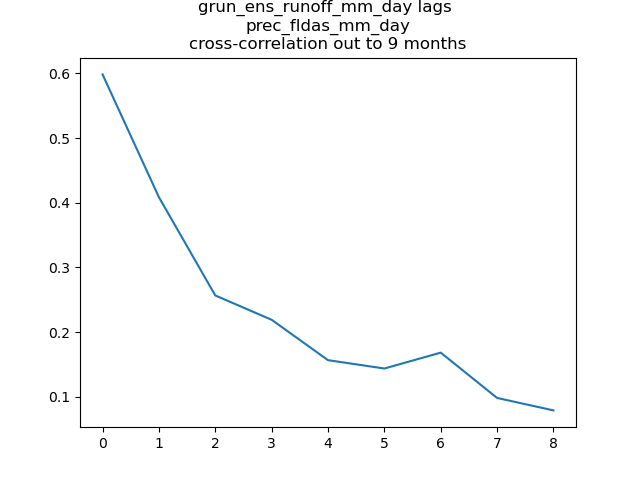 grun_ens_runoff_mm_day lags
prec_fldas_mm_day
cross-correlation out to 9 months
0.6
0.5
0.4
0.3
0.2
0.1
0 1 2 3 4 5 6 7 8